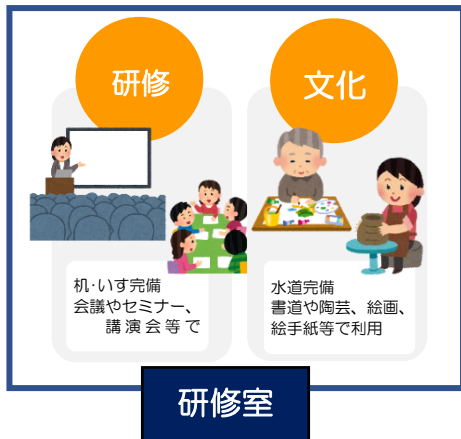 研修
文化
机･いす完備
会議やセミナー、
講演会等で
水道完備
書道や陶芸、絵画、
絵手紙等で利用
研修室